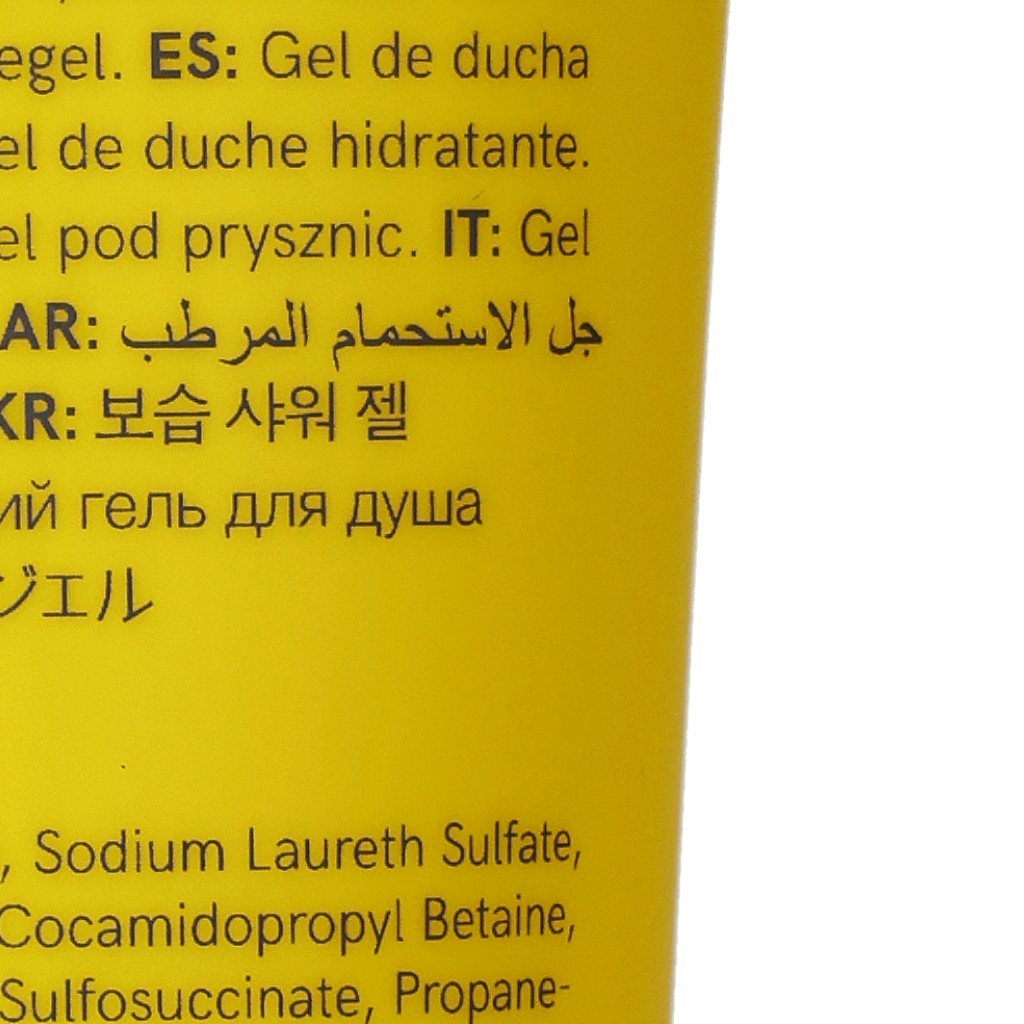 egel. ES: Gel de ducha
el de duche hidratante.
el pod prysznic. IT: Gel
AR: جل الاستحمام المرطب
KR: 보습 샤워 젤
ий гель для душа
ジェル
, Sodium Laureth Sulfate,
Cocamidopropyl Betaine,
Sulfosuccinate, Propane-